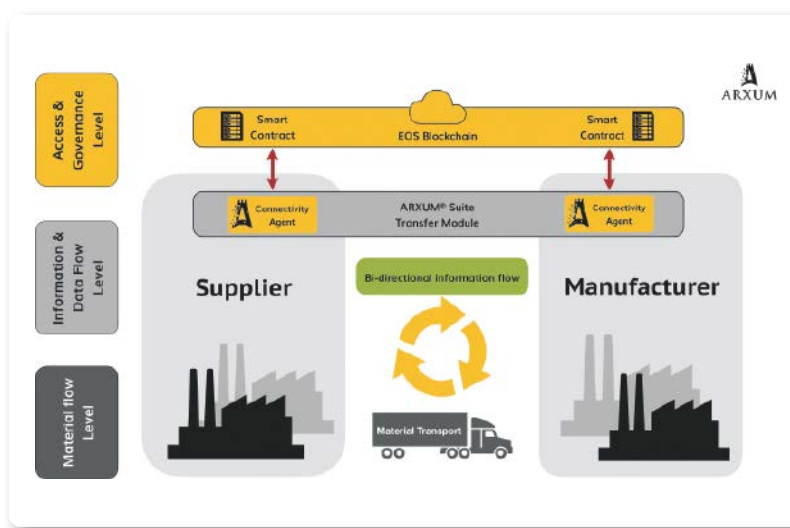 Access &
Governance
Level
ARXUM
Smart
Contract
EOS Blockchain
Smart
Contract
Connectivity
Agent
ARXUM® Suite
Transfer Module
Connectivity
Agent
Information &
Data Flow
Level
Bi-directional information flow
Supplier
Manufacturer
Material flow
Level
Material Transport